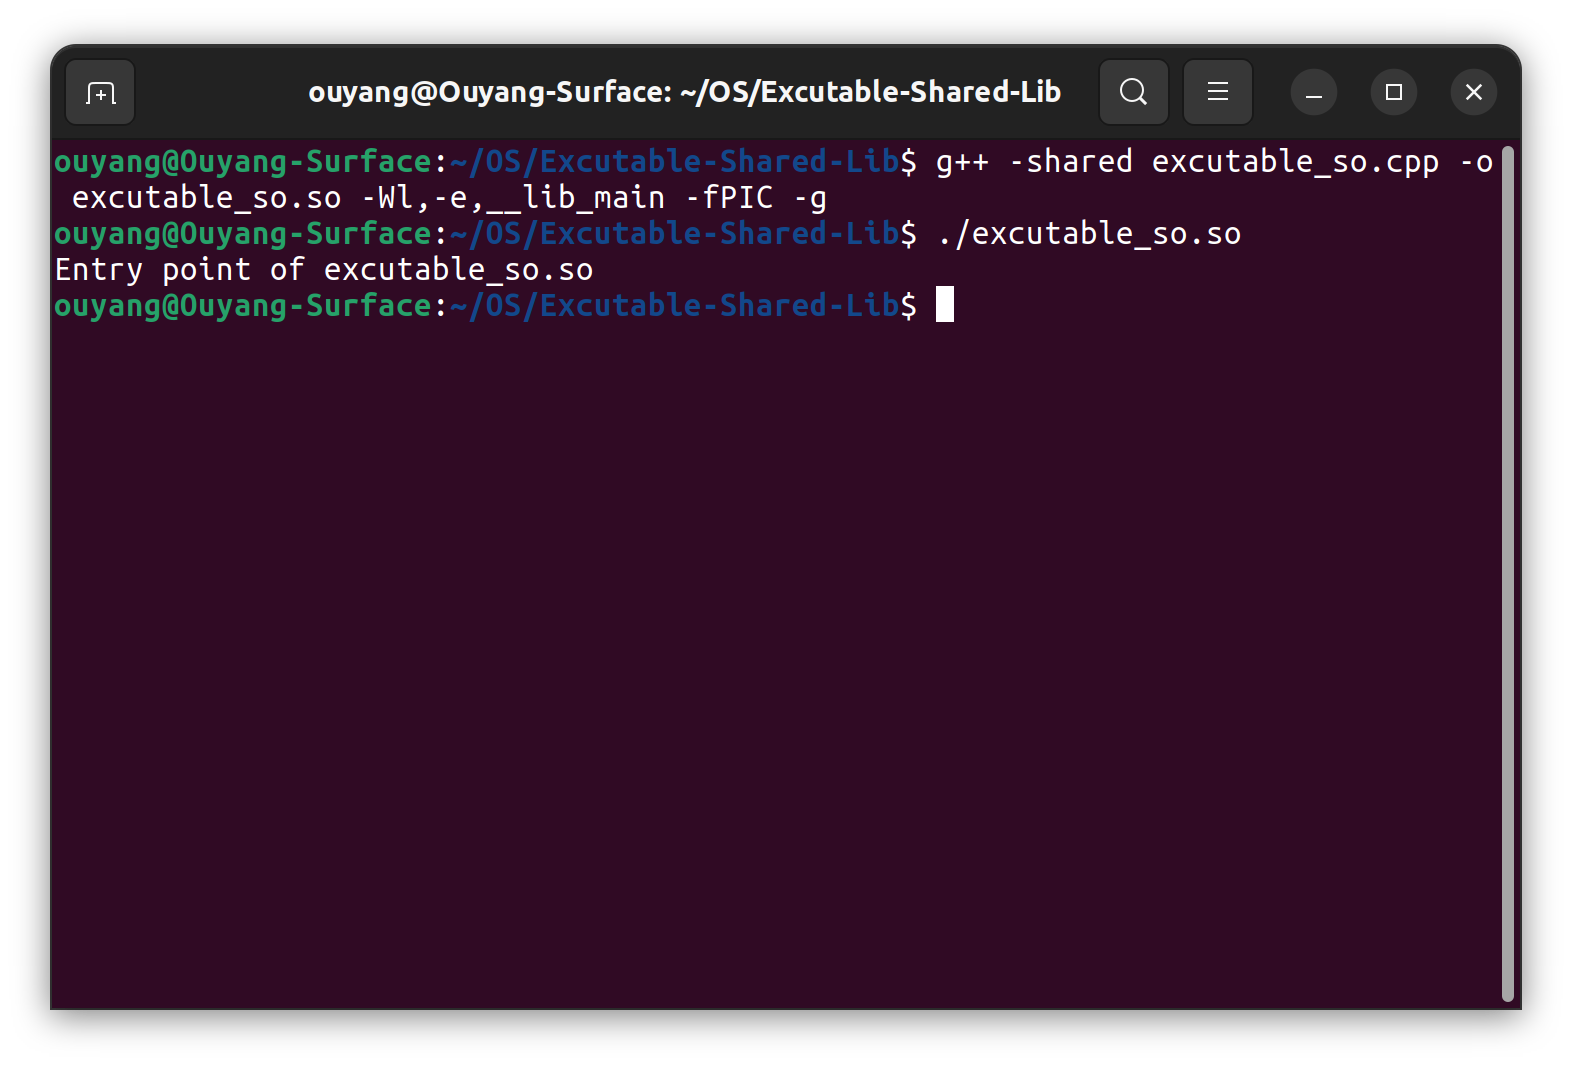 ouyang@Ouyang-Surface: ~/OS/Excutable-Shared-Lib
ouyang@Ouyang-Surface:~/OS/Excutable-Shared-Lib$ g++ -shared excutable_so.cpp -o
 excutable_so.so -Wl,-e,__lib_main -fPIC -g
ouyang@Ouyang-Surface:~/OS/Excutable-Shared-Lib$ ./excutable_so.so
Entry point of excutable_so.so
ouyang@Ouyang-Surface:~/OS/Excutable-Shared-Lib$